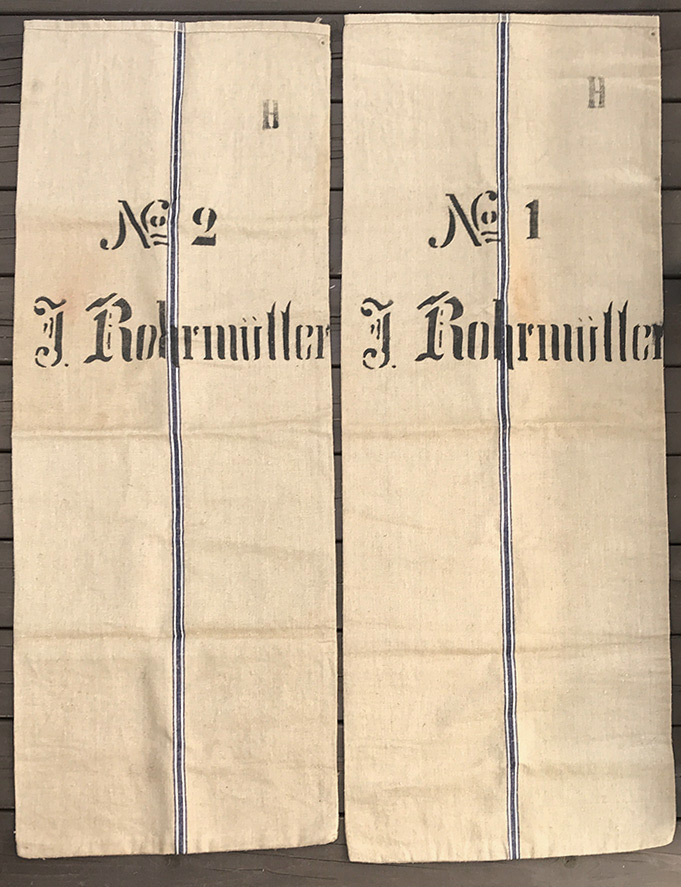 H
No 2
J. Rohrmüller
H
No 1
J. Rohrmüller